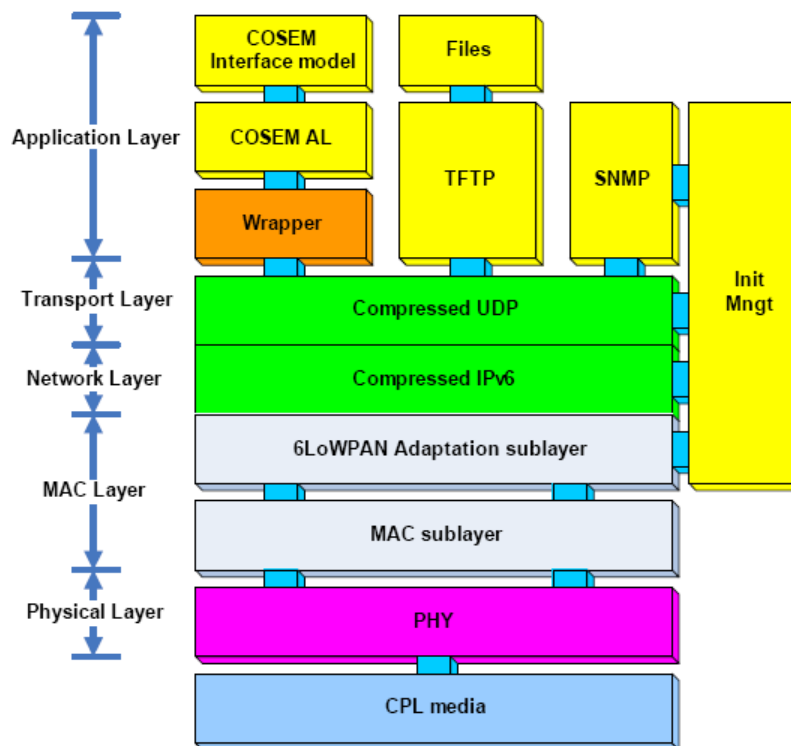 COSEM
Interface model
Files
Application Layer
COSEM AL
TFTP
SNMP
Wrapper
Init
Mngt
Transport Layer
Compressed UDP
Network Layer
Compressed IPv6
6LoWPAN Adaptation sublayer
MAC Layer
MAC sublayer
Physical Layer
PHY
CPL media